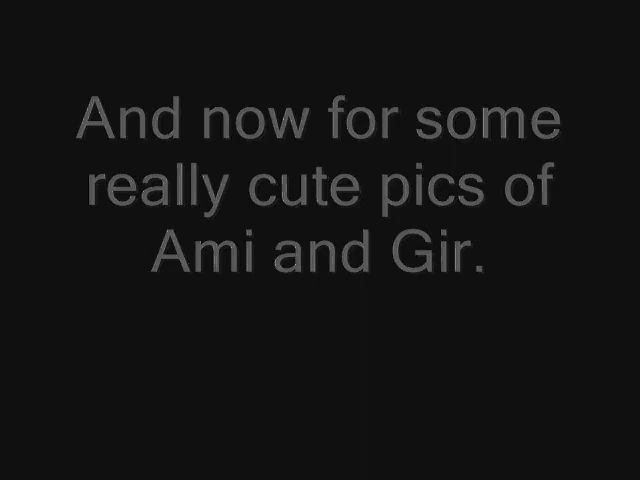 And now for some
really cute pics of
Ami and Gir.